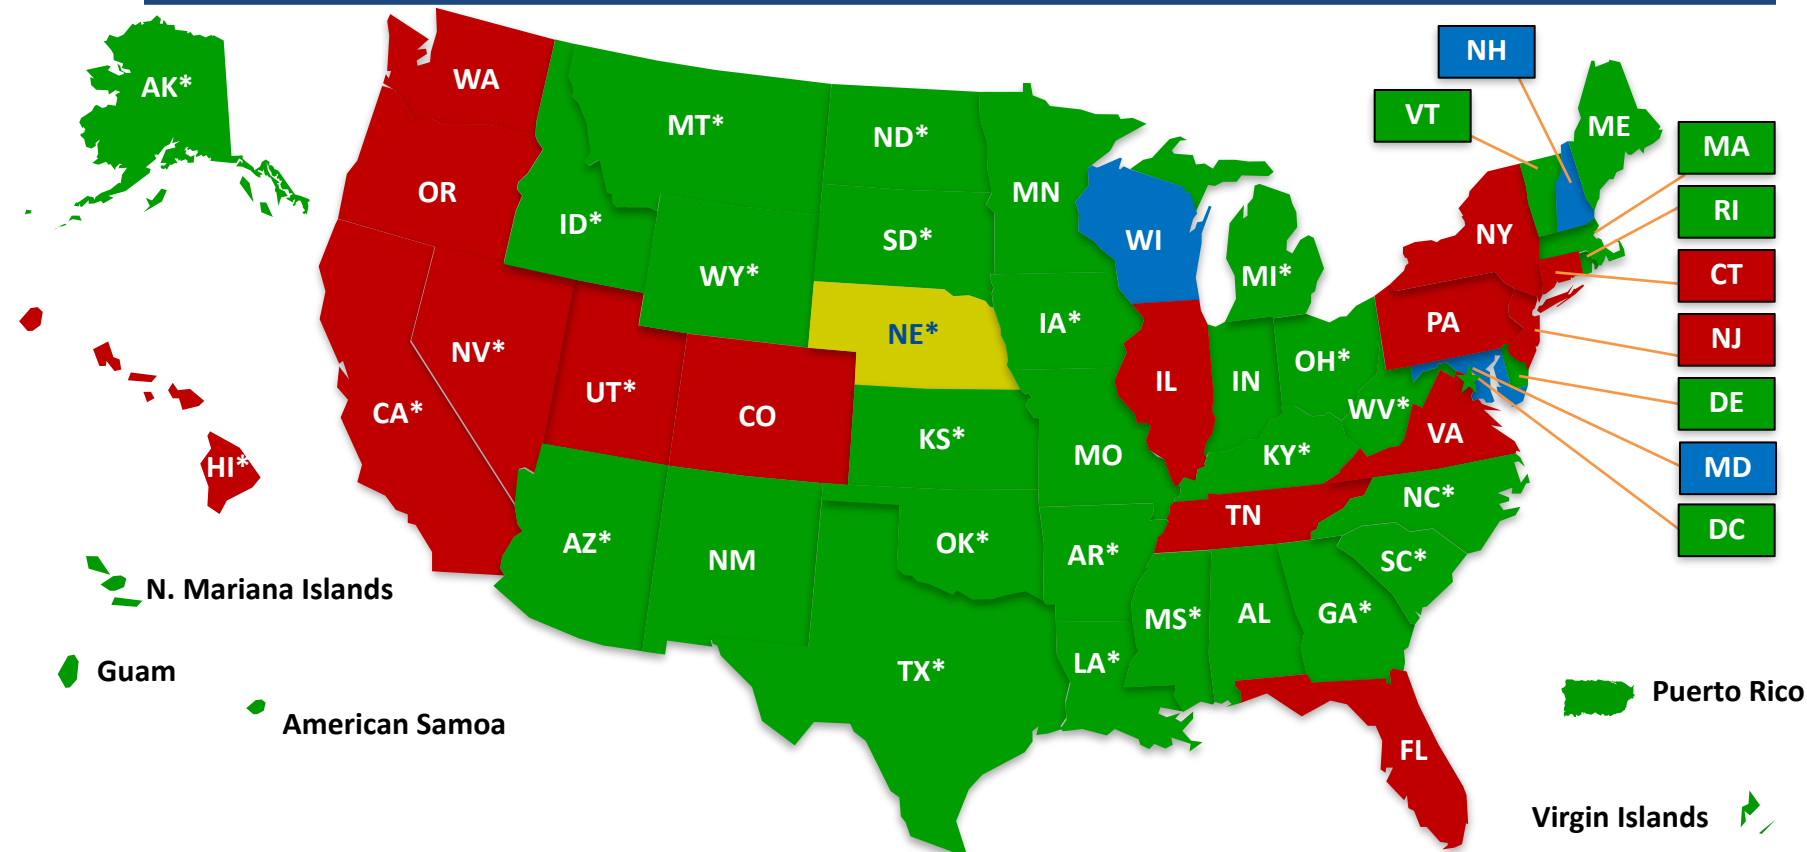 NH
WA
AK*
VT
MT*
ME
ND*
MA
OR
MN
RI
ID*
NY
SD*
WI
WY*
MI*
CT
IA*
PA
NE*
NJ
NV*
OH*
IL
IN
UT*
DE
WV*
CA*
CO
VA
KS*
MO
KY*
HI*
MD
NC*
TN
DC
AZ*
OK*
AR*
NM
SC*
N. Mariana Islands
MS*
AL
GA*
LA*
Guam
TX*
Puerto Rico
American Samoa
FL
Virgin Islands